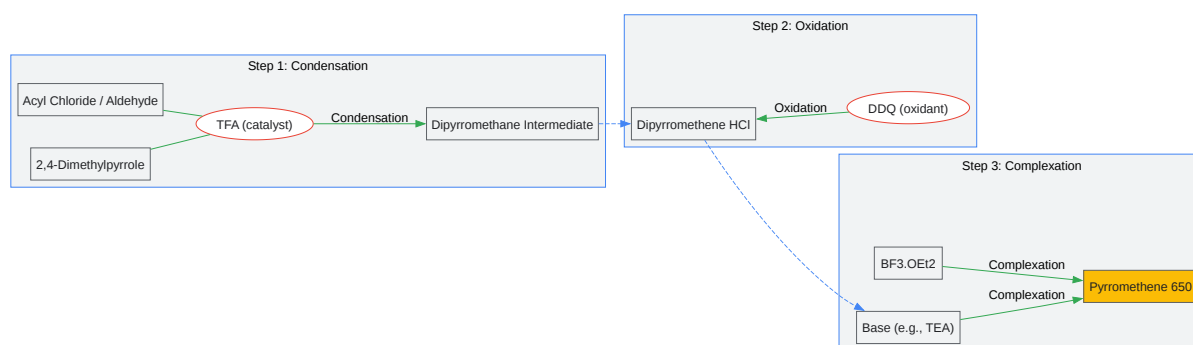 Step 1: Condensation
Acyl Chloride / Aldehyde
2,4-Dimethylpyrrole
TFA (catalyst)
Condensation
Dipyrromethane Intermediate
Step 2: Oxidation
Dipyrromethene HCl
Oxidation
DDQ (oxidant)
Step 3: Complexation
BF3.OEt2
Complexation
Base (e.g., TEA)
Complexation
Pyrromethene 650